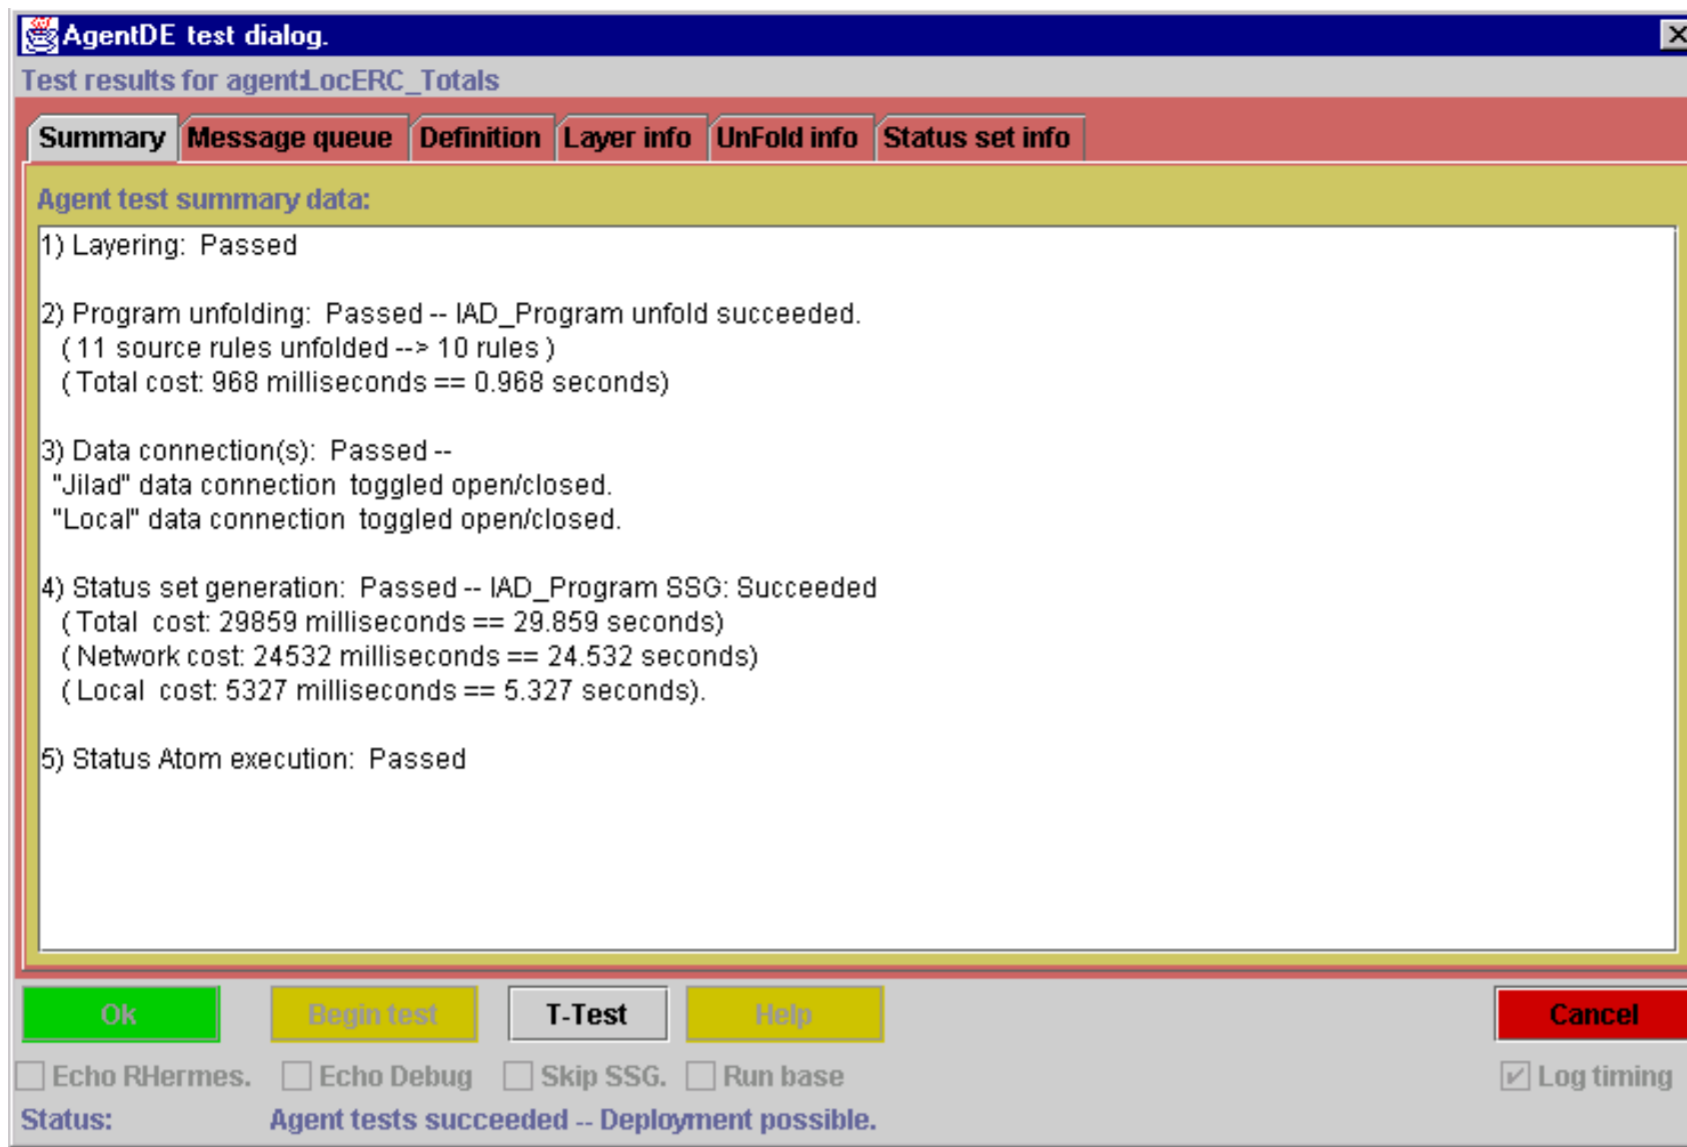 AgentDE test dialog.
Test results for agent:LocERC_Totals
Summary Message queue Definition Layer info UnFold info Status set info
Agent test summary data:
1) Layering: Passed
2) Program unfolding: Passed -- IAD_Program unfold succeeded.
( 11 source rules unfolded --> 10 rules )
( Total cost: 968 milliseconds == 0.968 seconds)
3) Data connection(s): Passed --
"Jilad" data connection toggled open/closed.
"Local" data connection toggled open/closed.
4) Status set generation: Passed -- IAD_Program SSG: Succeeded
( Total cost: 29859 milliseconds == 29.859 seconds)
( Network cost: 24532 milliseconds == 24.532 seconds)
( Local cost: 5327 milliseconds == 5.327 seconds).
5) Status Atom execution: Passed
Ok Begin test T-Test Help Cancel
Echo RHermes. Echo Debug Skip SSG. Run base Log timing
Status: Agent tests succeeded -- Deployment possible.